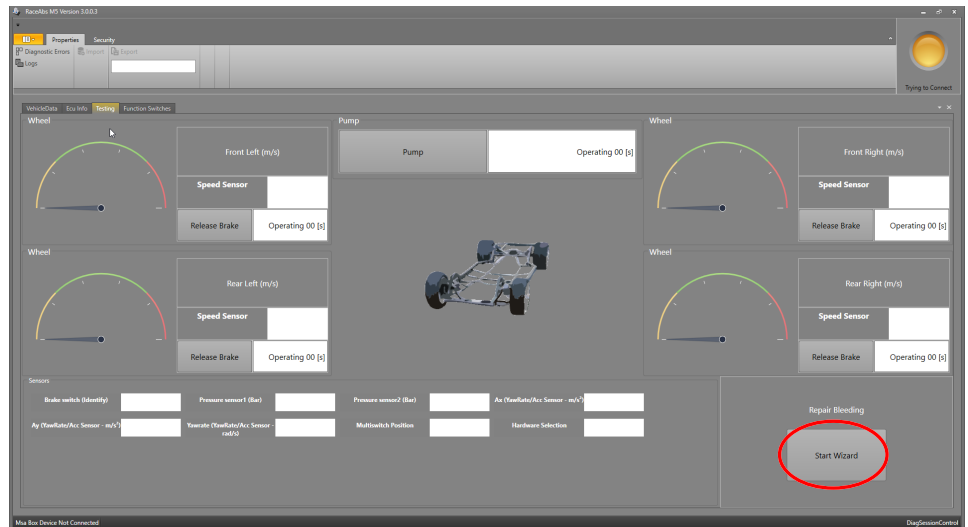 RaceAbs M5 Version 3.0.0.3
Properties Security
Diagnostic Errors Import Export
Logs
Trying to Connect
VehicleData Ecu Info Testing Function Switches
Wheel
Front Left (m/s)
Speed Sensor
Release Brake Operating 00 [s]
Pump
Pump Operating 00 [s]
Wheel
Front Right (m/s)
Speed Sensor
Release Brake Operating 00 [s]
Wheel
Rear Left (m/s)
Speed Sensor
Release Brake Operating 00 [s]
Wheel
Rear Right (m/s)
Speed Sensor
Release Brake Operating 00 [s]
Sensors
Brake switch (Identify) Pressure sensor1 (Bar) Pressure sensor2 (Bar) Ax (YawRate/Acc Sensor - m/s²)
Ay (YawRate/Acc Sensor - m/s²) Yawrate (YawRate/Acc Sensor - Multiswitch Position Hardware Selection
rad/s)
Repair Bleeding
Start Wizard
Msa Box Device Not Connected DiagSessionControl